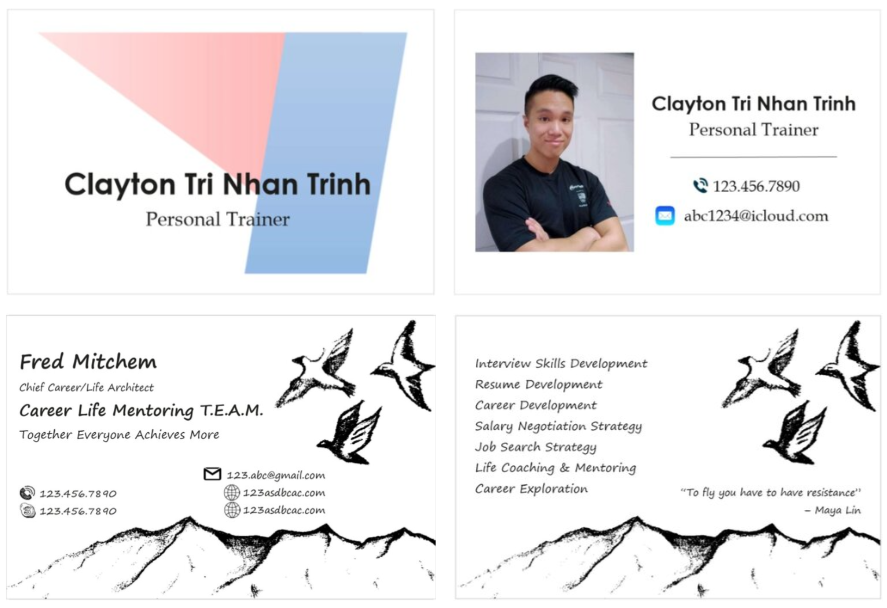 Clayton Tri Nhan Trinh
Personal Trainer
Clayton Tri Nhan Trinh
Personal Trainer
123.456.7890
abc1234@icloud.com
Fred Mitchem
Chief Career/Life Architect
Career Life Mentoring T.E.A.M.
Together Everyone Achieves More
123.abc@gmail.com
123.456.7890
123asdbcac.com
123.456.7890
123asdbcac.com
Interview Skills Development
Resume Development
Career Development
Salary Negotiation Strategy
Job Search Strategy
Life Coaching & Mentoring
Career Exploration
“To fly you have to have resistance”
– Maya Lin